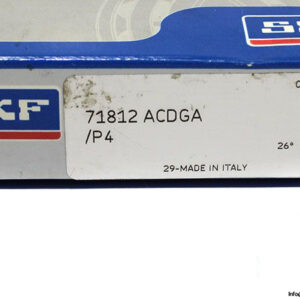 SKF
71812 ACDGA
/P4
26°
29-MADE IN ITALY